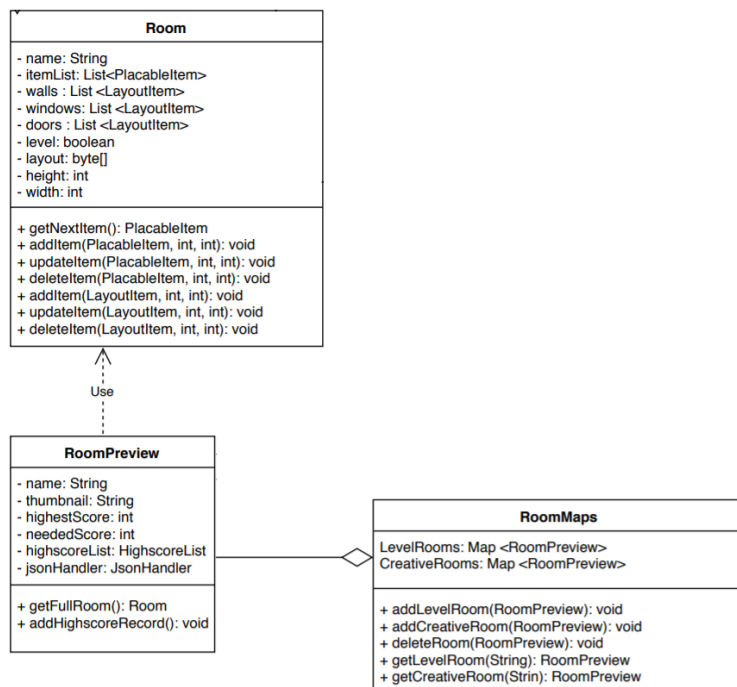 Room
- name: String
- itemList: List<PlacableItem>
- walls : List <LayoutItem>
- windows: List <LayoutItem>
- doors : List <LayoutItem>
- level: boolean
- layout: byte[]
- height: int
- width: int
+ getNextItem(): PlacableItem
+ addItem(PlacableItem, int, int): void
+ updateItem(PlacableItem, int, int): void
+ deleteItem(PlacableItem, int, int): void
+ addItem(LayoutItem, int, int): void
+ updateItem(LayoutItem, int, int): void
+ deleteItem(LayoutItem, int, int): void
Use
RoomPreview
- name: String
- thumbnail: String
- highestScore: int
- neededScore: int
- highscoreList: HighscoreList
- jsonHandler: JsonHandler
+ getFullRoom(): Room
+ addHighscoreRecord(): void
RoomMaps
LevelRooms: Map <RoomPreview>
CreativeRooms: Map <RoomPreview>
+ addLevelRoom(RoomPreview): void
+ addCreativeRoom(RoomPreview): void
+ deleteRoom(RoomPreview): void
+ getLevelRoom(String): RoomPreview
+ getCreativeRoom(Strin): RoomPreview